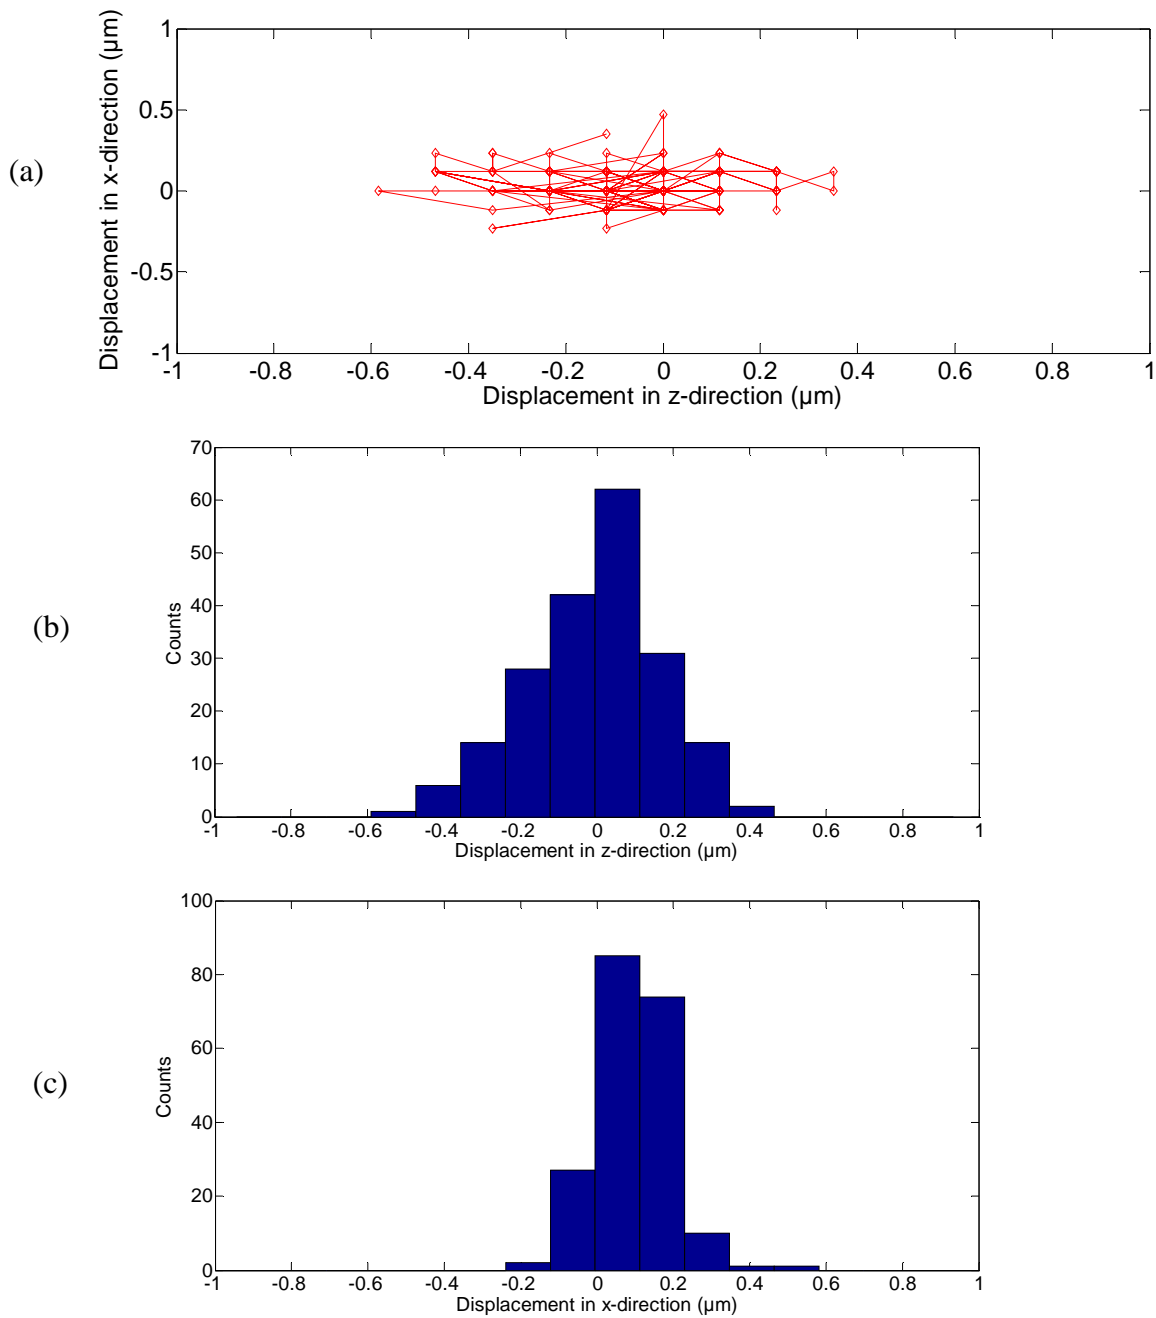 (a)
Displacement in x-direction (µm)
1
0.5
0
-0.5
-1
-1 -0.8 -0.6 -0.4 -0.2 0 0.2 0.4 0.6 0.8 1
Displacement in z-direction (µm)
(b)
Counts
70
60
50
40
30
20
10
0
-1 -0.8 -0.6 -0.4 -0.2 0 0.2 0.4 0.6 0.8 1
Displacement in z-direction (µm)
(c)
Counts
100
80
60
40
20
0
-1 -0.8 -0.6 -0.4 -0.2 0 0.2 0.4 0.6 0.8 1
Displacement in x-direction (µm)